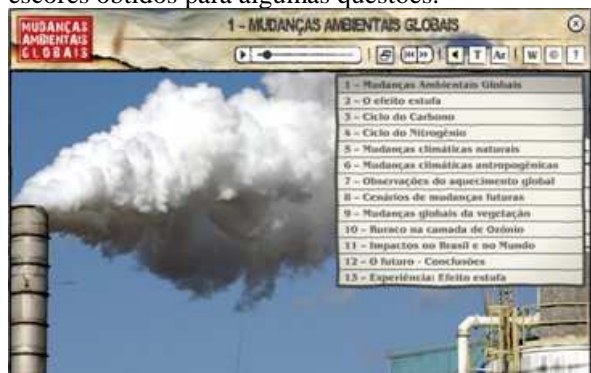 escores obtidos para algumas questões.
MUDANÇAS
AMBIENTAIS
GLOBAIS
1 - MUDANÇAS AMBIENTAIS GLOBAIS
T Ar W © ?
1 - Mudanças Ambientais Globais
2 - O efeito estufa
3 - Ciclo do Carbono
4 - Ciclo do Nitrogênio
5 - Mudanças climáticas naturais
6 - Mudanças climáticas antropogênicas
7 - Observações do aquecimento global
8 - Cenários de mudanças futuras
9 - Mudanças globais da vegetação
10 - Buraco na camada de Ozônio
11 - Impactos no Brasil e no Mundo
12 - O futuro - Conclusões
13 - Experiência: Efeito estufa